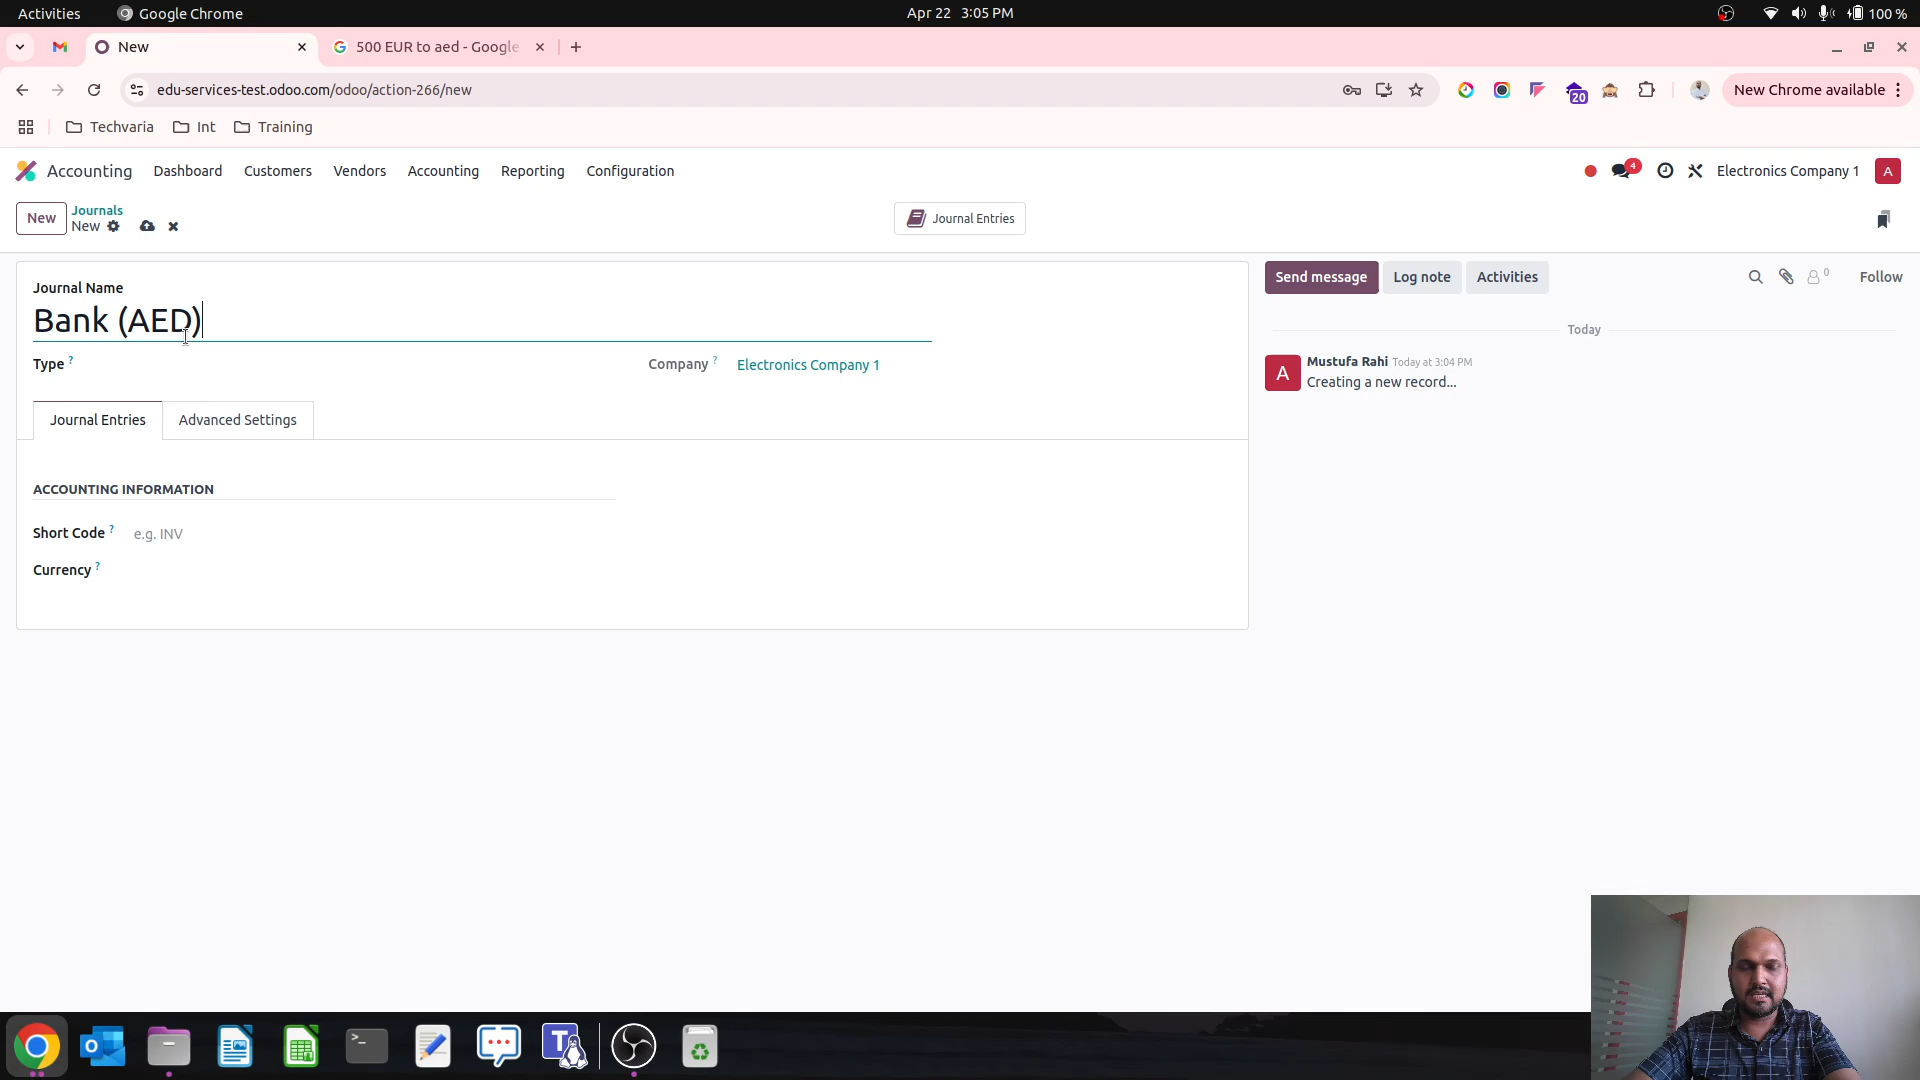 Activities Google Chrome Apr 22 3:05 PM 100 %
New 500 EUR to aed - Google
edu-services-test.odoo.com/odoo/action-266/new 20 New Chrome available
Techvaria Int Training
Accounting Dashboard Customers Vendors Accounting Reporting Configuration 4 Electronics Company 1 A
New Journals
New Journal Entries
Journal Name
Bank (AED)
Type ? Company ? Electronics Company 1
Journal Entries Advanced Settings
ACCOUNTING INFORMATION
Short Code ? e.g. INV
Currency ?
Send message Log note Activities 0 Follow
Today
A Mustufa Rahi Today at 3:04 PM
Creating a new record...